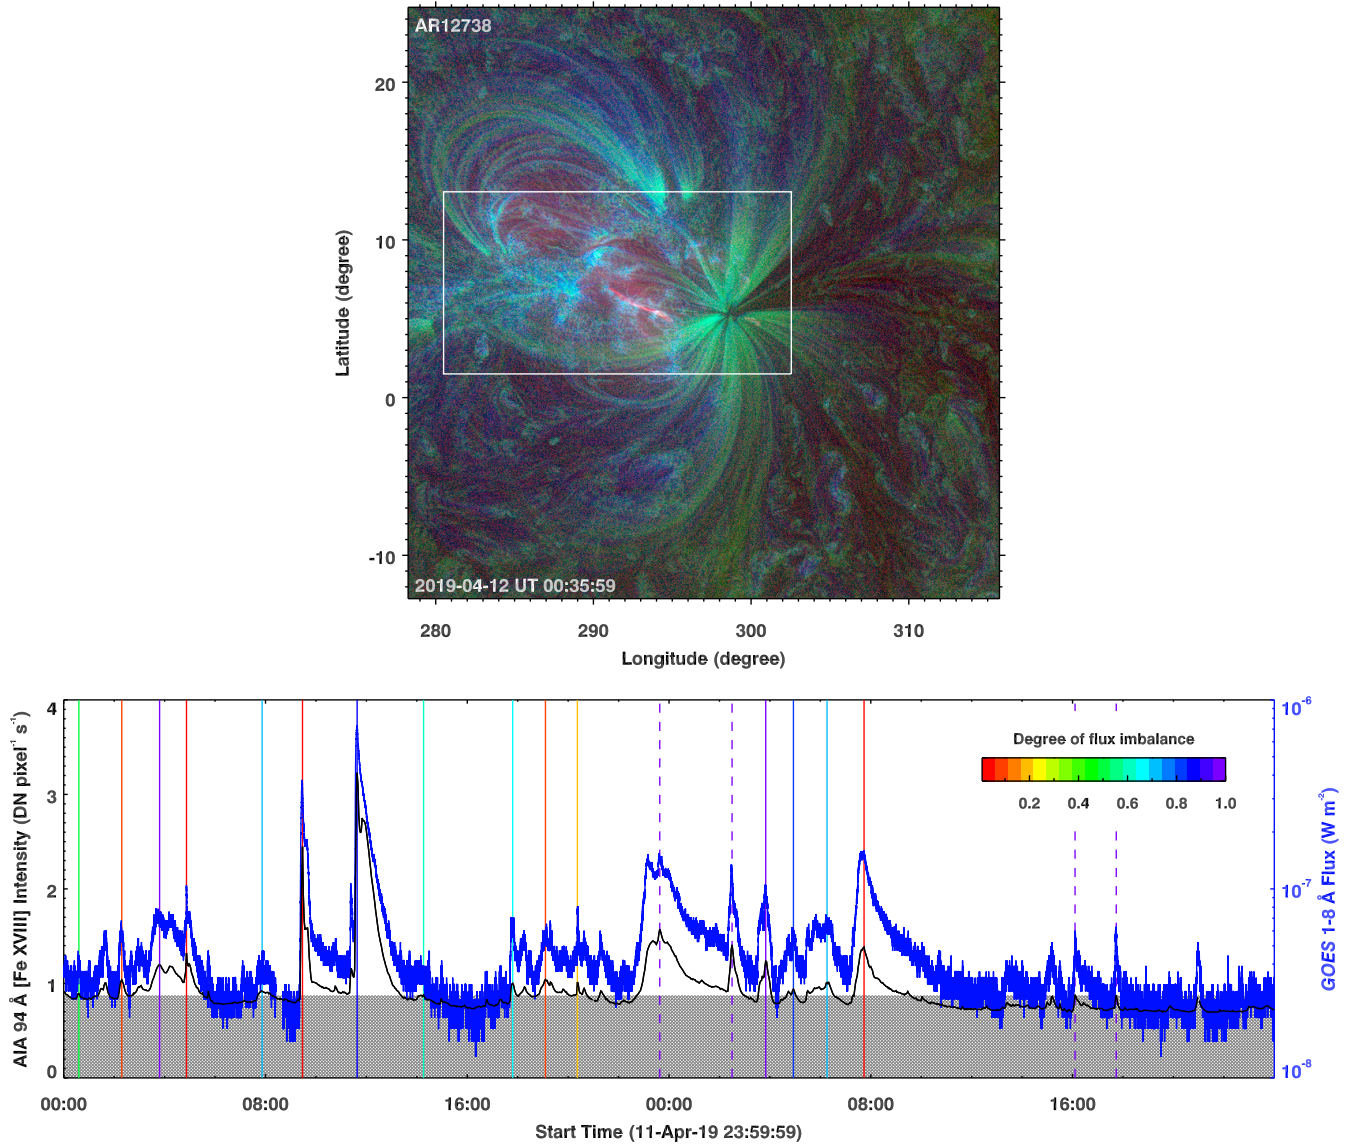 AR12738
20
10
0
-10
Latitude (degree)
2019-04-12 UT 00:35:59
280 290 300 310
Longitude (degree)
4
3
2
1
0
AIA 94 Å [Fe XVIII] Intensity (DN pixel⁻¹ s⁻¹)
Degree of flux imbalance
0.2 0.4 0.6 0.8 1.0
10⁻⁶
10⁻⁷
10⁻⁸
GOES 1-8 Å Flux (W m⁻²)
00:00 08:00 16:00 00:00 08:00 16:00
Start Time (11-Apr-19 23:59:59)